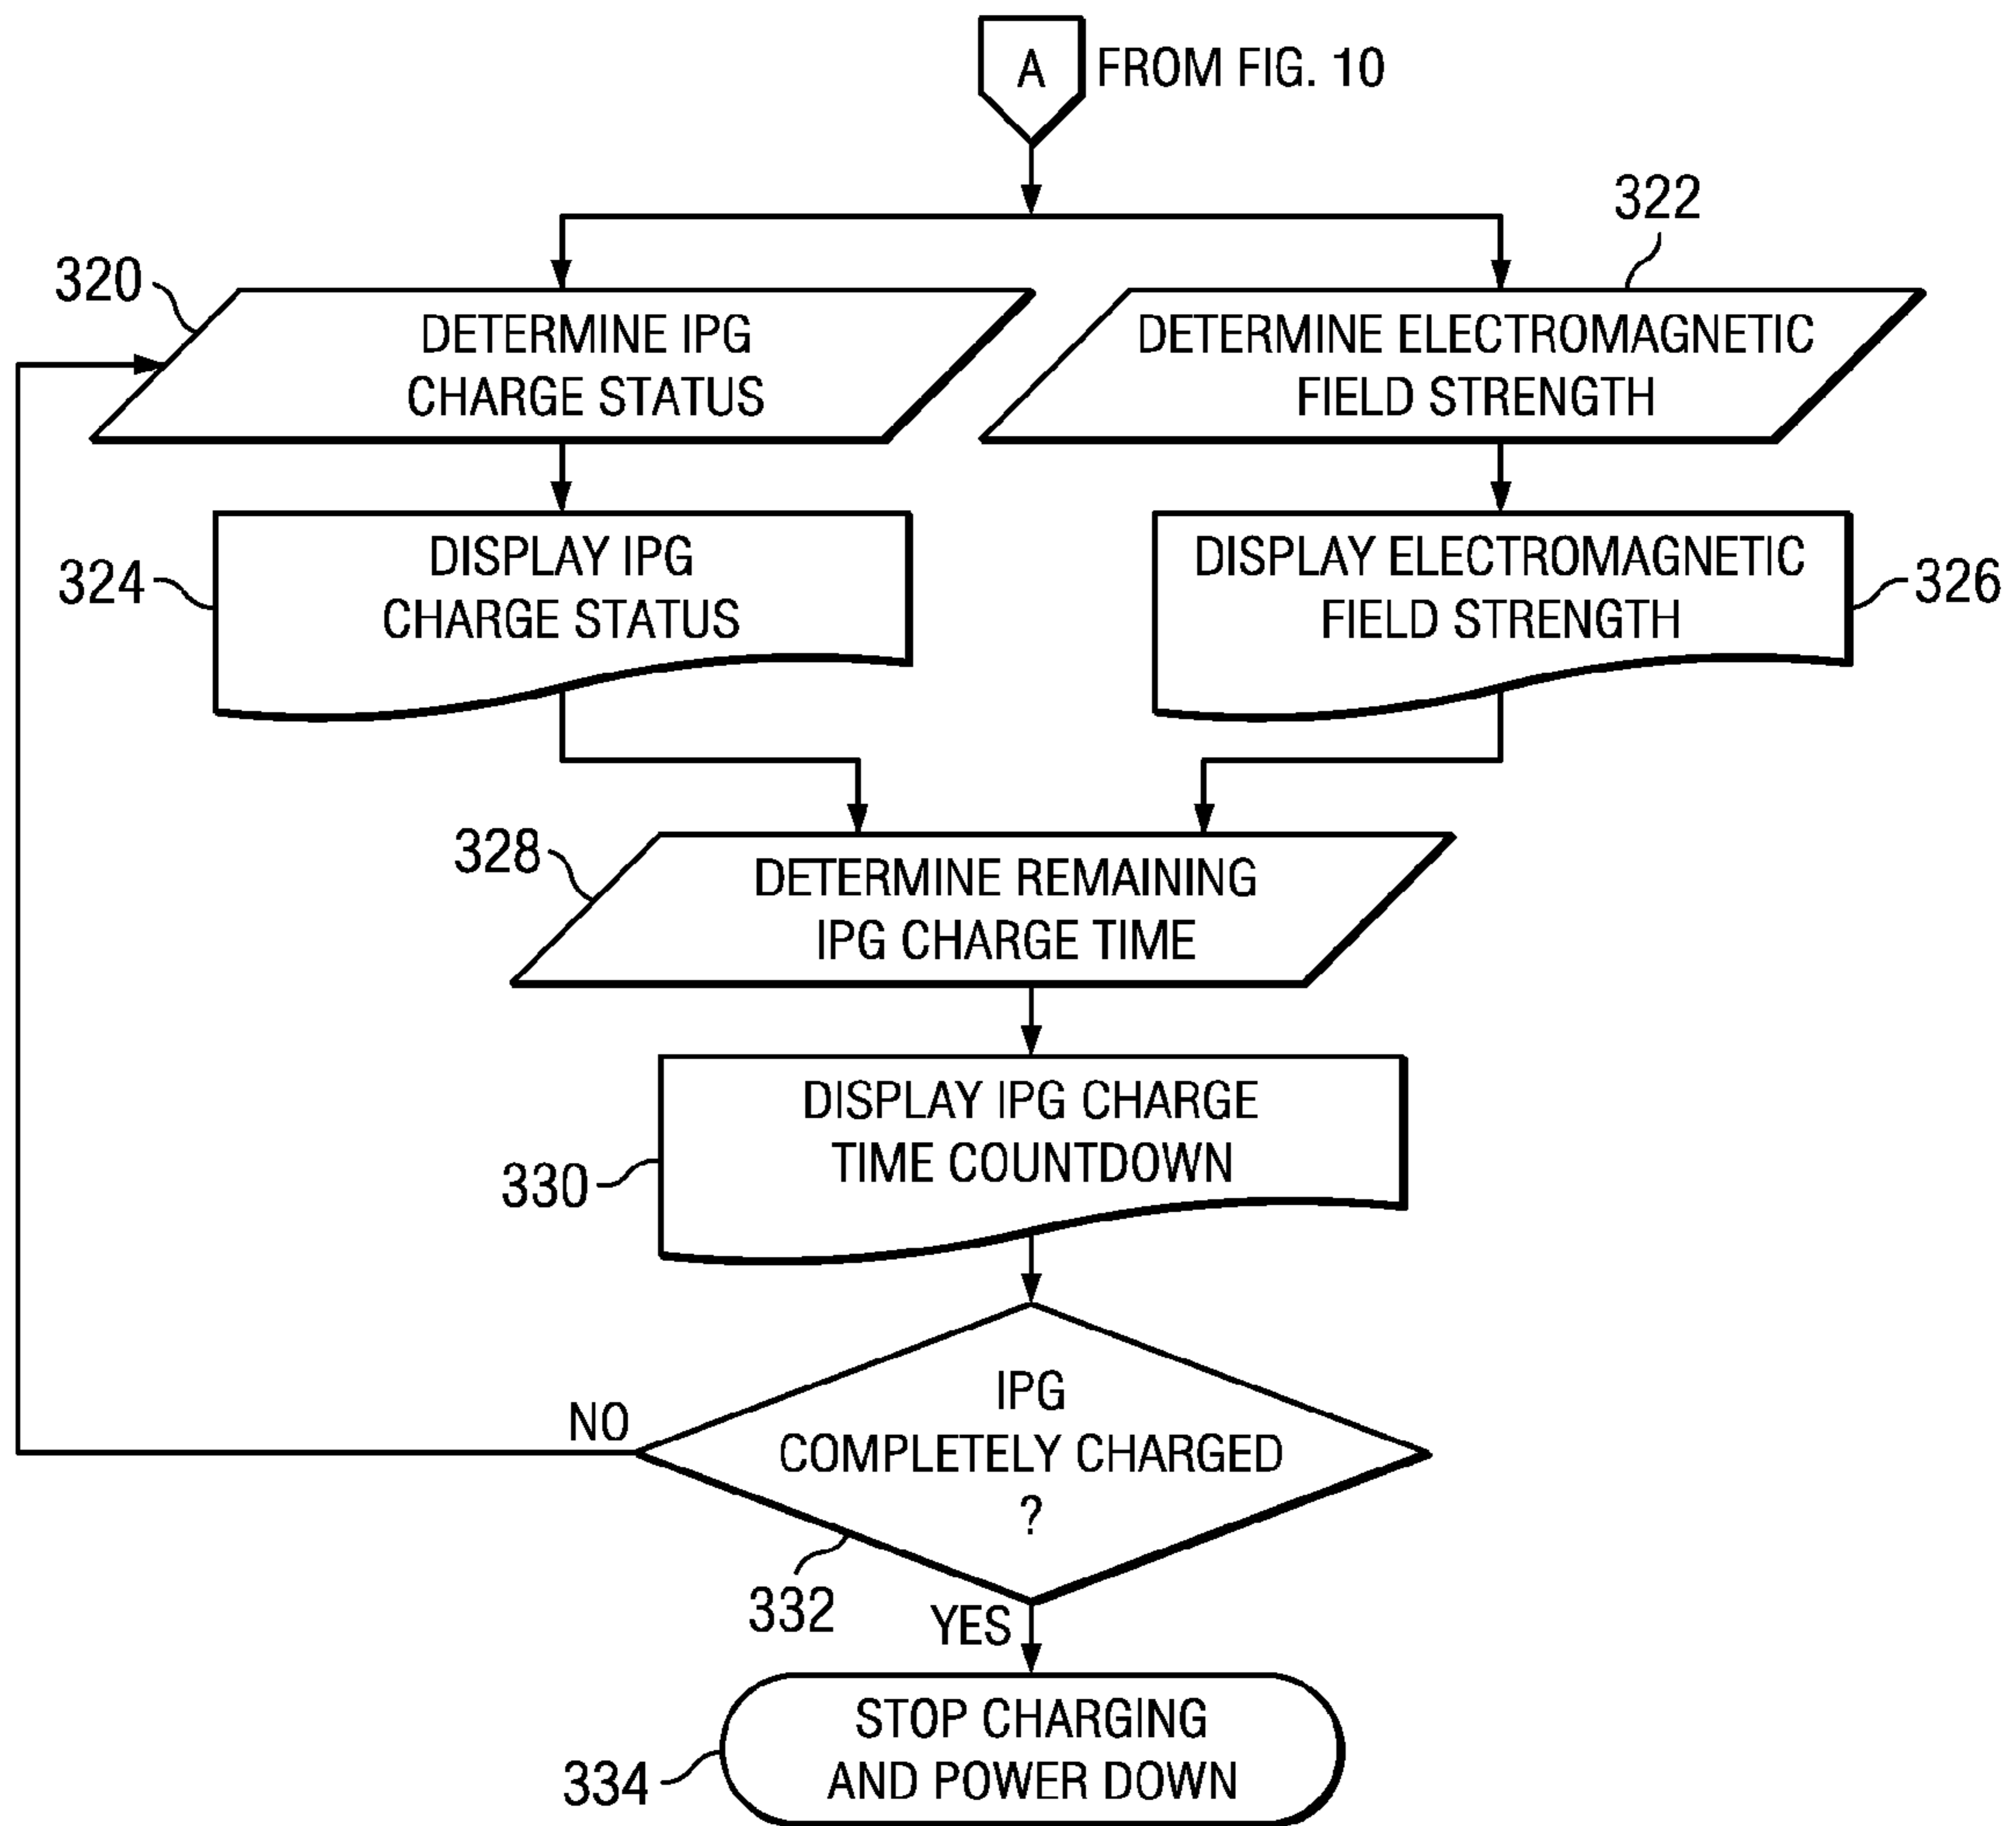 A FROM FIG. 10
322
320
DETERMINE IPG
CHARGE STATUS
DETERMINE ELECTROMAGNETIC
FIELD STRENGTH
324
DISPLAY IPG
CHARGE STATUS
DISPLAY ELECTROMAGNETIC
FIELD STRENGTH
326
328
DETERMINE REMAINING
IPG CHARGE TIME
330
DISPLAY IPG CHARGE
TIME COUNTDOWN
NO
IPG
COMPLETELY CHARGED
?
332
YES
334
STOP CHARGING
AND POWER DOWN